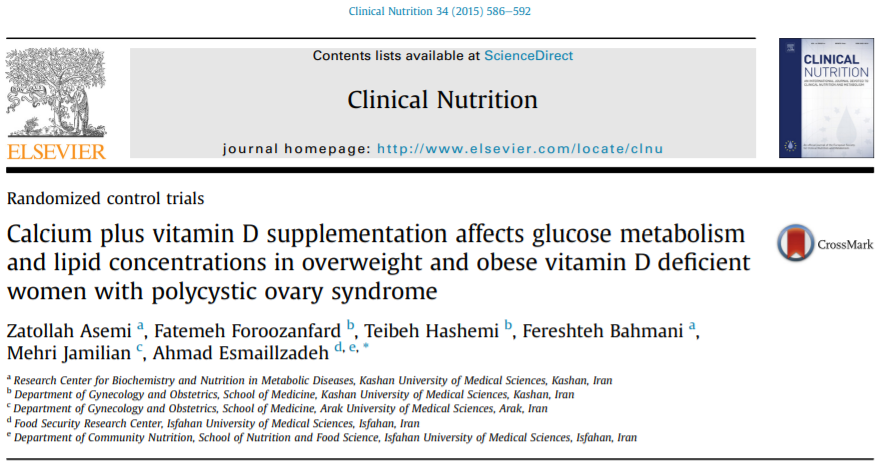 Clinical Nutrition 34 (2015) 586–592
Contents lists available at ScienceDirect
Clinical Nutrition
journal homepage: http://www.elsevier.com/locate/clnu
ELSEVIER
CLINICAL
NUTRITION
Randomized control trials
Calcium plus vitamin D supplementation affects glucose metabolism
and lipid concentrations in overweight and obese vitamin D deficient
women with polycystic ovary syndrome
CrossMark
Zatollah Asemi a, Fatemeh Foroozanfard b, Teibeh Hashemi b, Fereshteh Bahmani a,
Mehri Jamilian c, Ahmad Esmaillzadeh d, e, *
a Research Center for Biochemistry and Nutrition in Metabolic Diseases, Kashan University of Medical Sciences, Kashan, Iran
b Department of Gynecology and Obstetrics, School of Medicine, Kashan University of Medical Sciences, Kashan, Iran
c Department of Gynecology and Obstetrics, School of Medicine, Arak University of Medical Sciences, Arak, Iran
d Food Security Research Center, Isfahan University of Medical Sciences, Isfahan, Iran
e Department of Community Nutrition, School of Nutrition and Food Science, Isfahan University of Medical Sciences, Isfahan, Iran